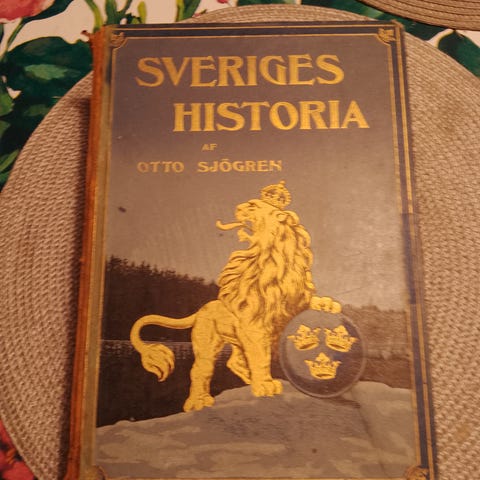 SVERIGES
HISTORIA
AF
OTTO SJÖGREN